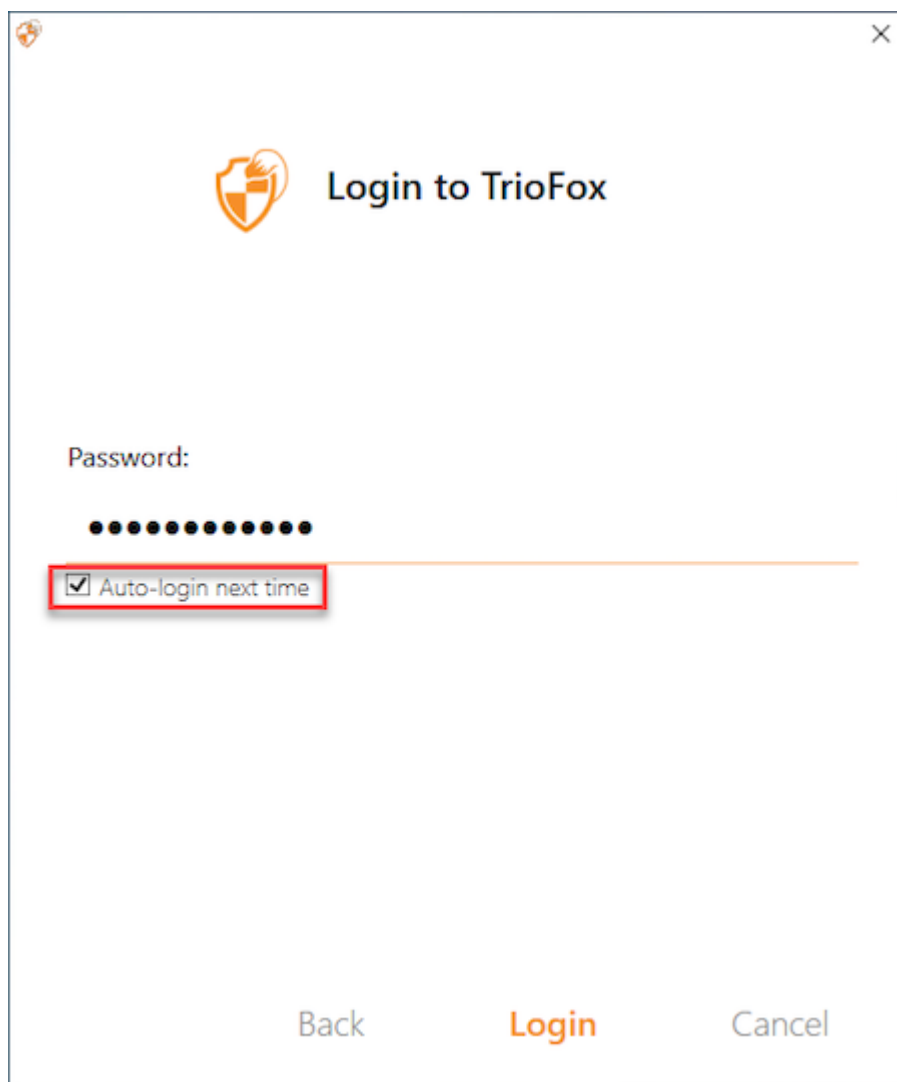 Login to TrioFox
Password:
••••••••••••
Auto-login next time
Back Login Cancel